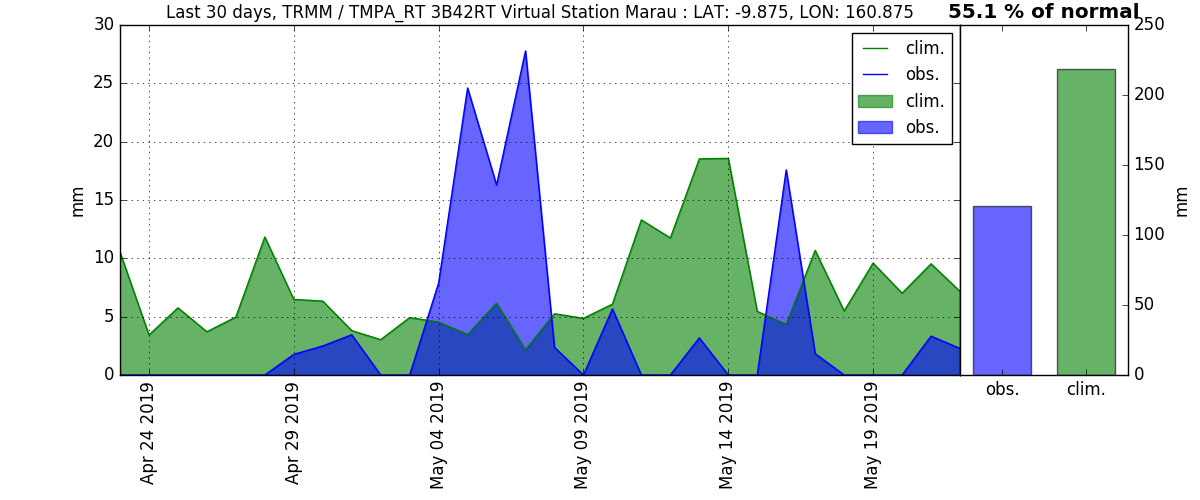 Last 30 days, TRMM / TMPA_RT 3B42RT Virtual Station Marau : LAT: -9.875, LON: 160.875
55.1 % of normal
30
25
20
15
10
5
0
mm
clim.
obs.
clim.
obs.
Apr 24 2019
Apr 29 2019
May 04 2019
May 09 2019
May 14 2019
May 19 2019
250
200
150
100
50
0
mm
obs.
clim.